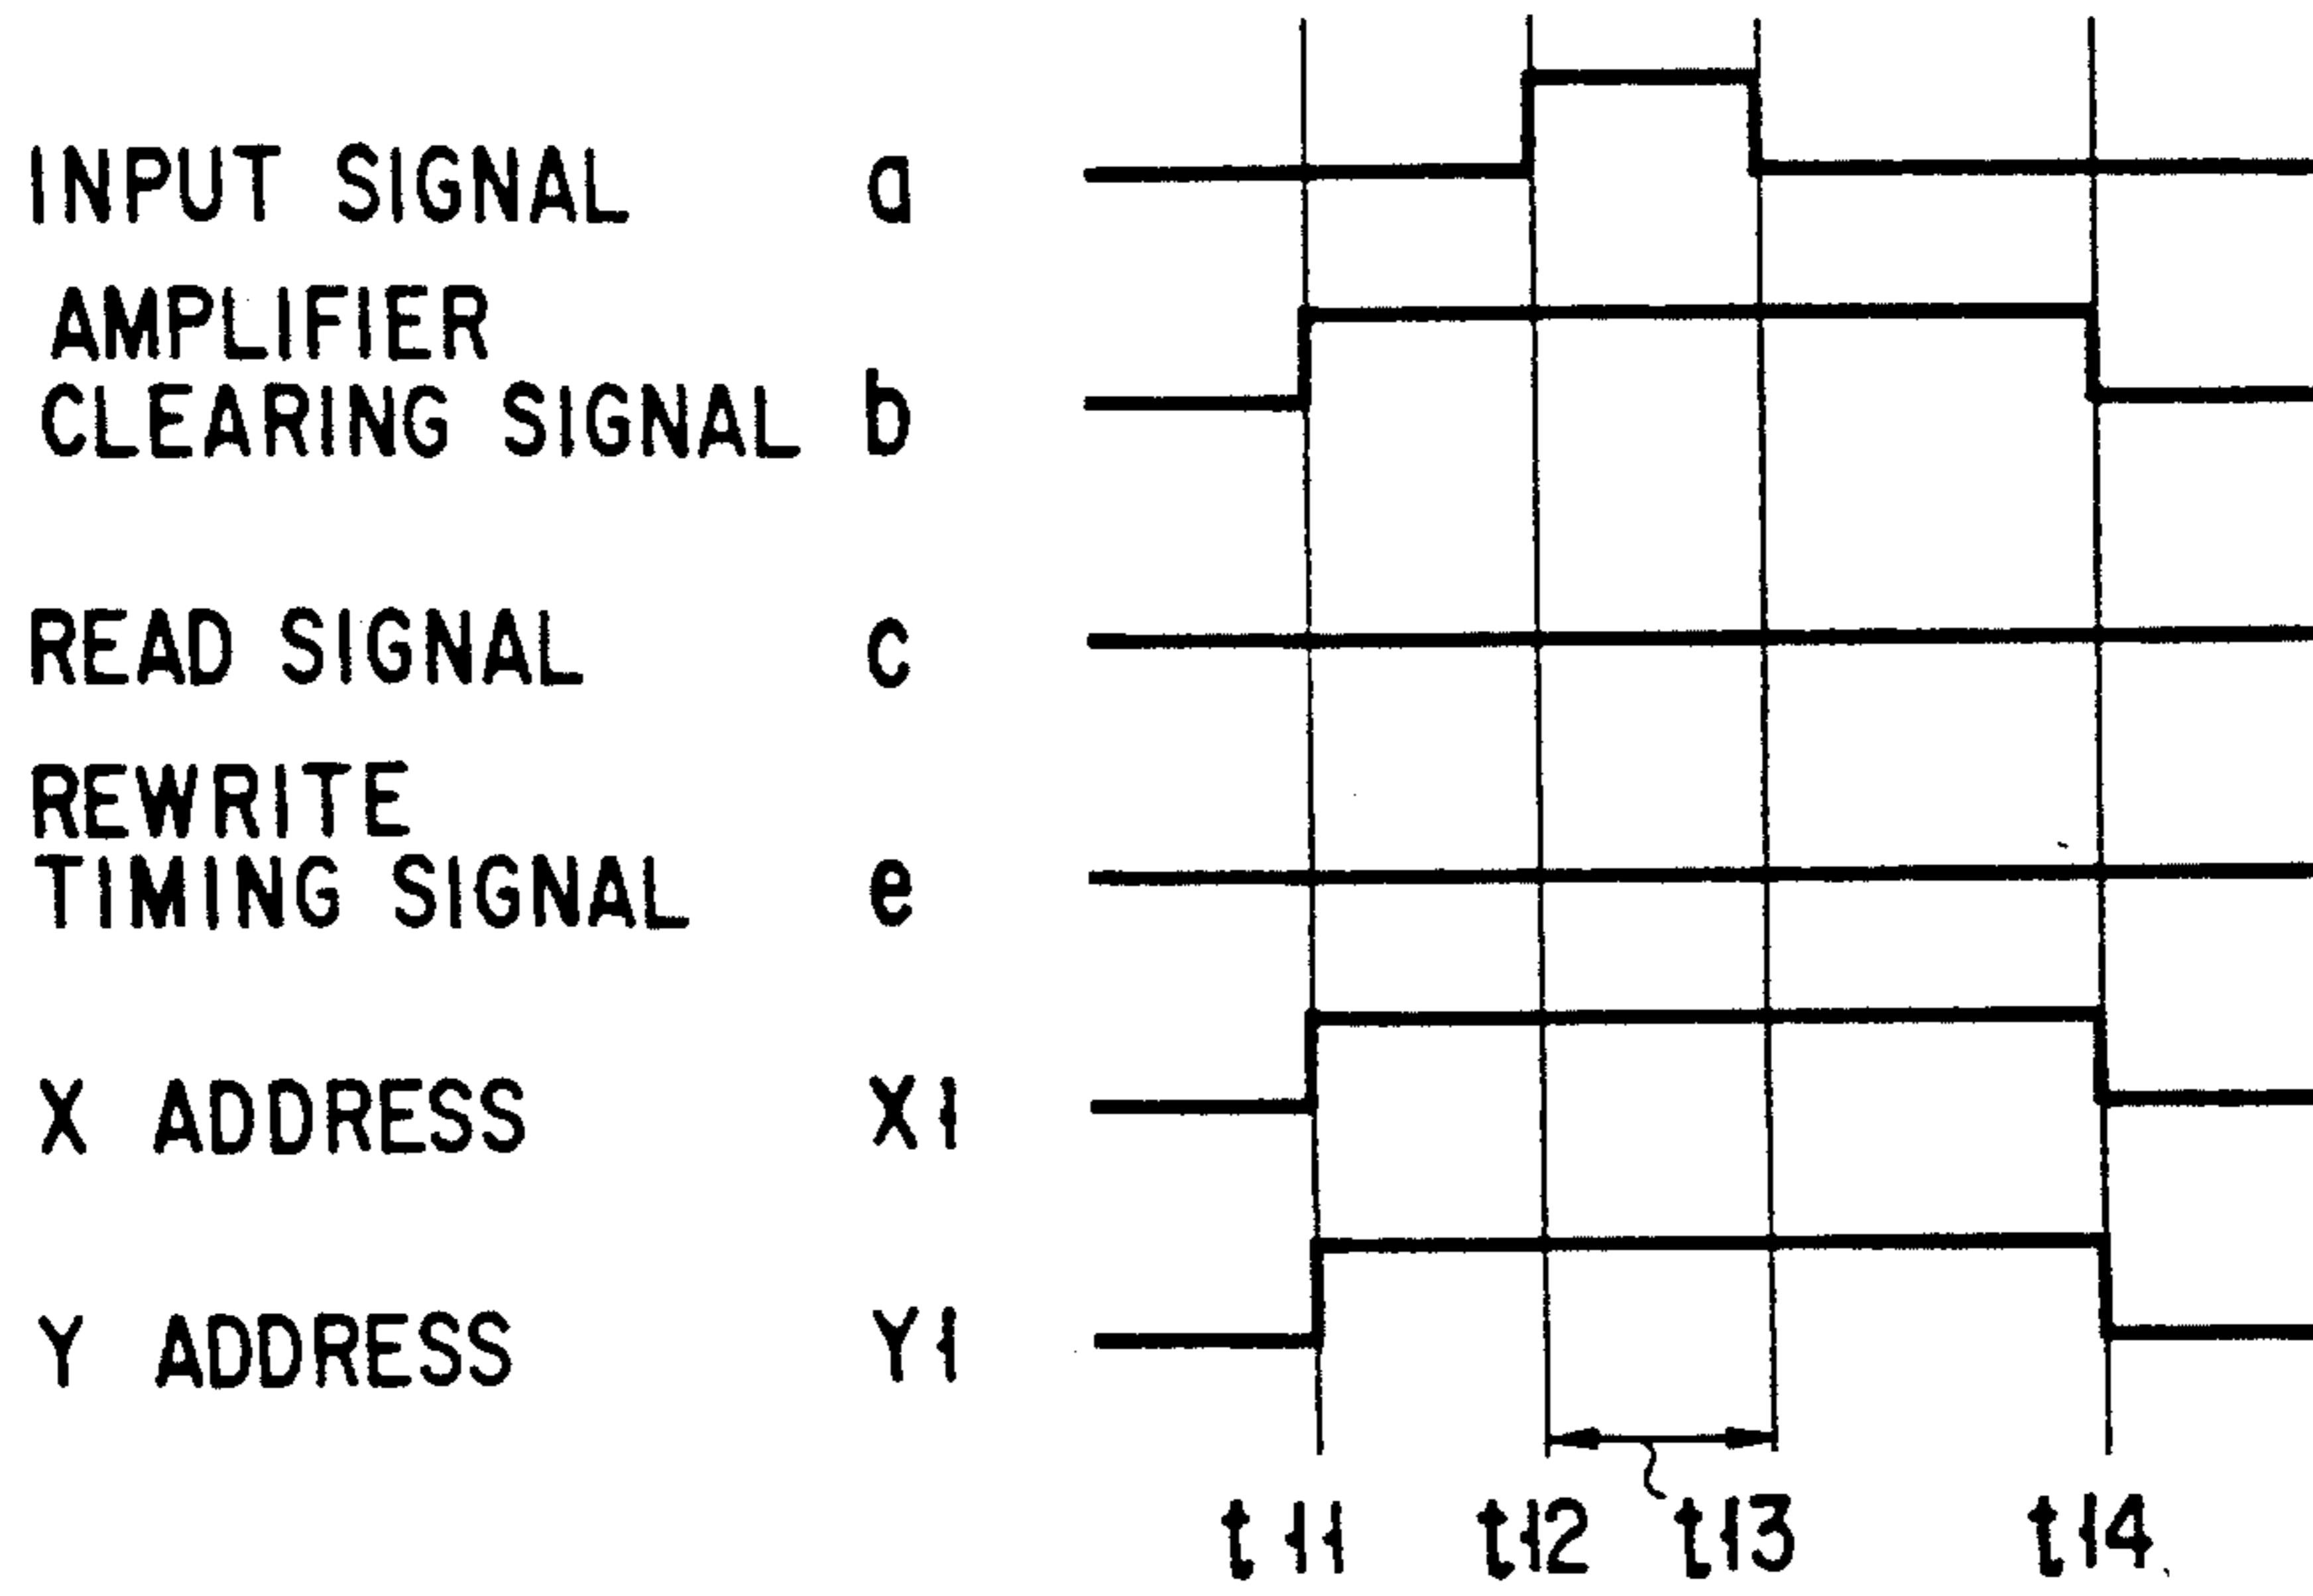 INPUT SIGNAL a
AMPLIFIER
CLEARING SIGNAL b
READ SIGNAL c
REWRITE
TIMING SIGNAL e
X ADDRESS X1
Y ADDRESS Y1
t11 t12 t13 t14